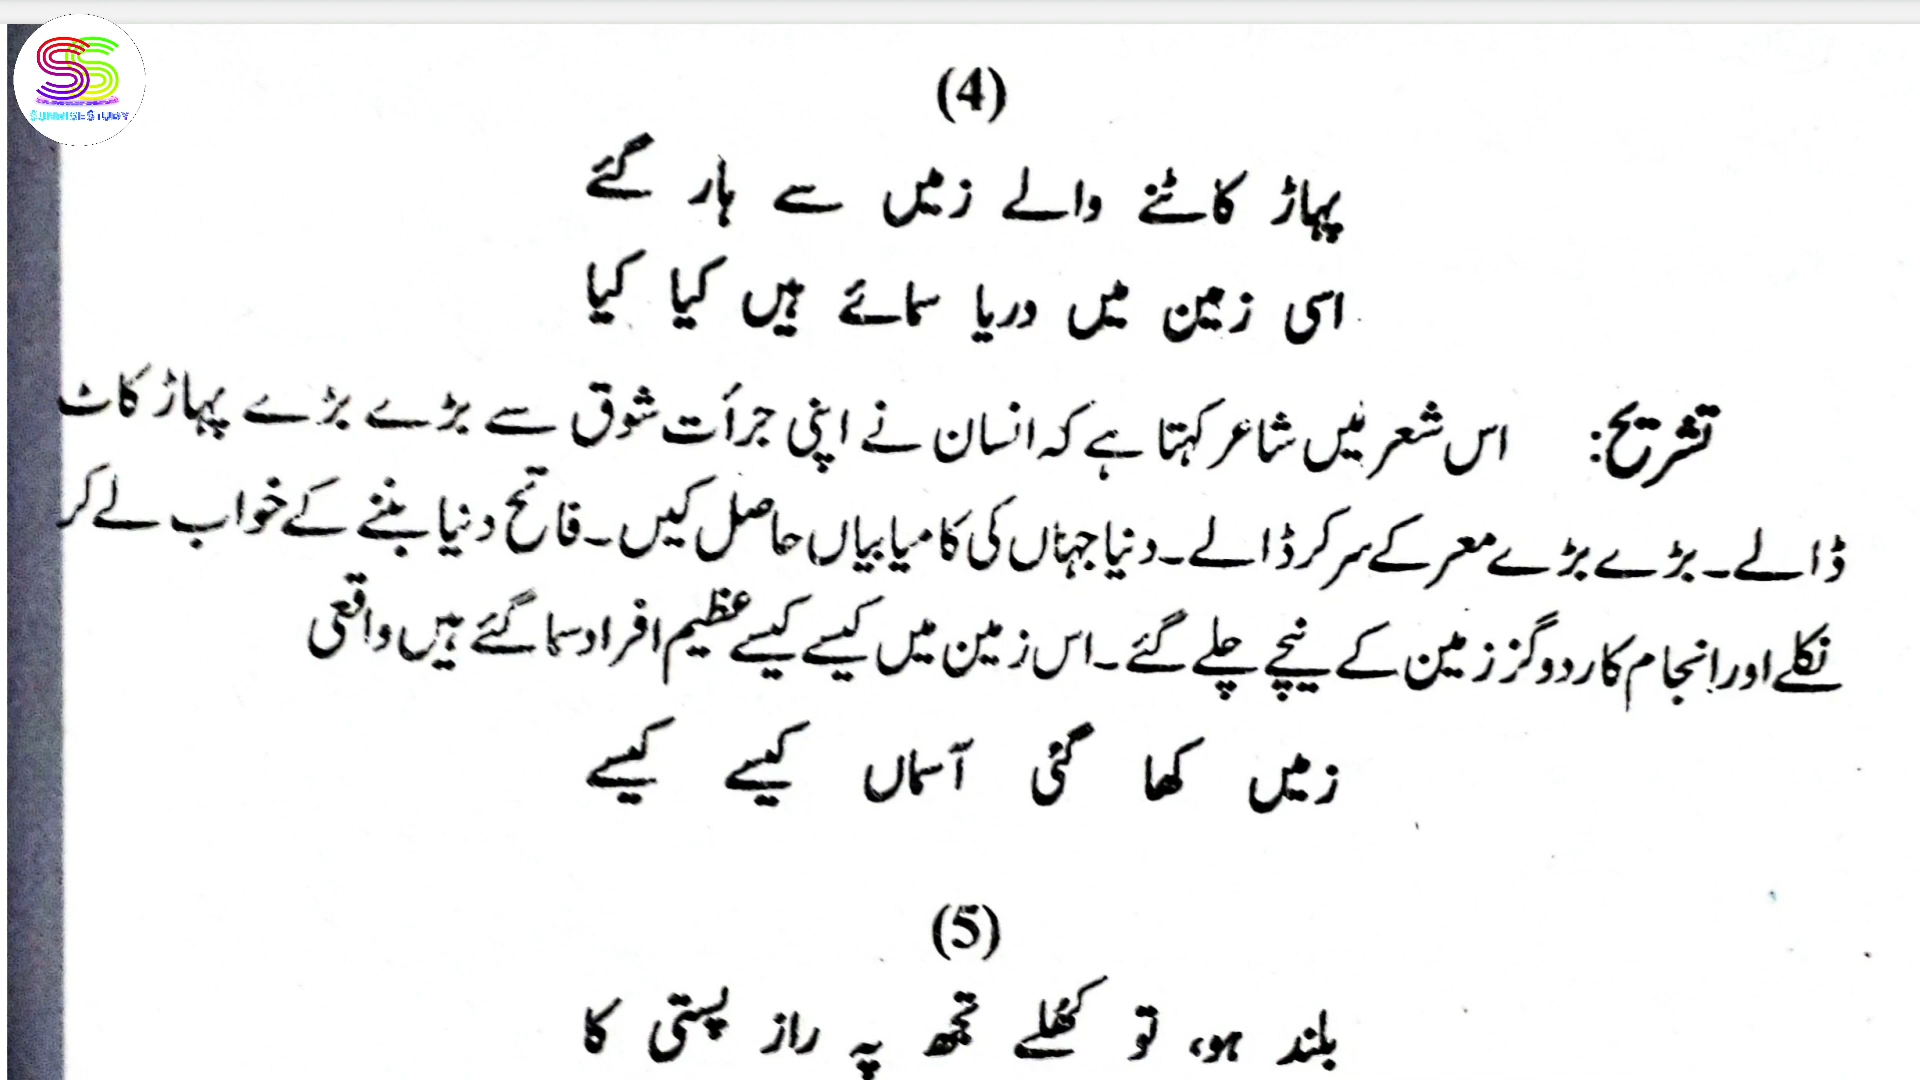 SUNRISE STUDY
(4)
پہاڑ کاٹنے والے زمیں سے ہار گئے
اسی زمین میں دریا سمائے ہیں کیا کیا
تشریح: اس شعر میں شاعر کہتا ہے کہ انسان نے اپنی جرأت شوق سے بڑے بڑے پہاڑ کاٹ
ڈالے۔ بڑے بڑے معرکے سر کر ڈالے۔ دنیا جہاں کی کامیابیاں حاصل کیں۔ فاتح دنیا بننے کے خواب لے کر
نکلے اور انجام کار دو گز زمین کے نیچے چلے گئے۔ اس زمین میں کیسے کیسے عظیم افراد سما گئے ہیں واقعی
زمیں کھا گئی آسماں کیسے کیسے
(5)
بلند ہو، تو کھلے تجھ پہ راز پستی کا